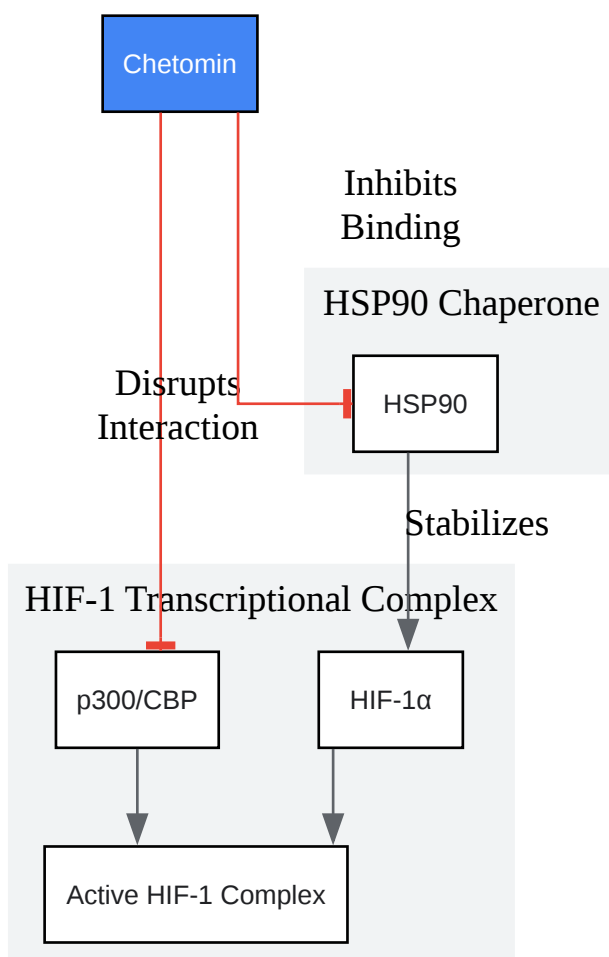 Chetomin
Inhibits
Binding
HSP90 Chaperone
Disrupts
Interaction
HSP90
Stabilizes
HIF-1 Transcriptional Complex
p300/CBP
HIF-1α
Active HIF-1 Complex